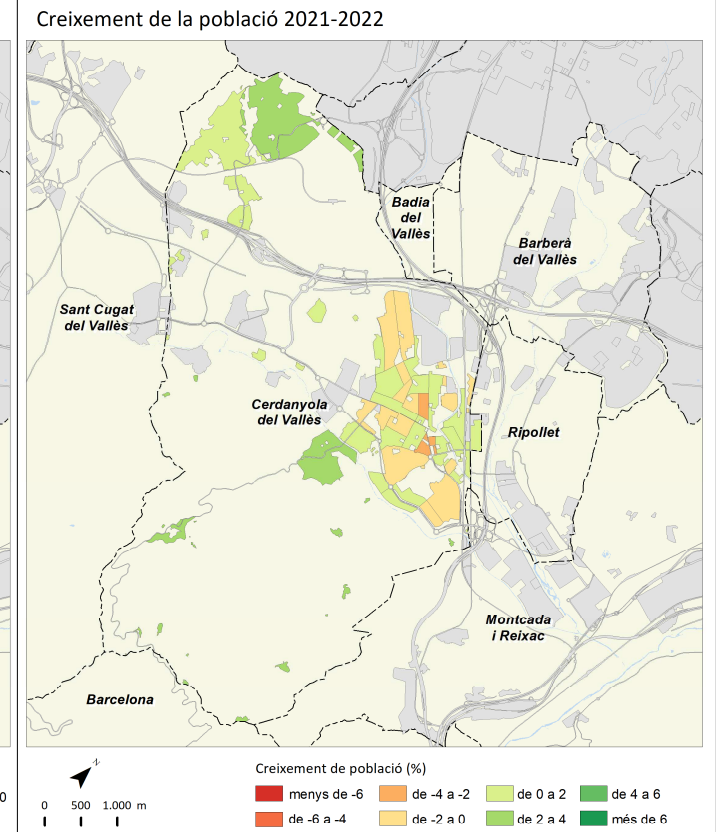 Creixement de la població 2021-2022
Badia
del
Vallès
Barberà
del Vallès
Sant Cugat
del Vallès
Cerdanyola
del Vallès
Ripollet
Montcada
i Reixac
Barcelona
N
0
0 500 1.000 m
Creixement de població (%)
menys de -6 de -4 a -2 de 0 a 2 de 4 a 6
de -6 a -4 de -2 a 0 de 2 a 4 més de 6